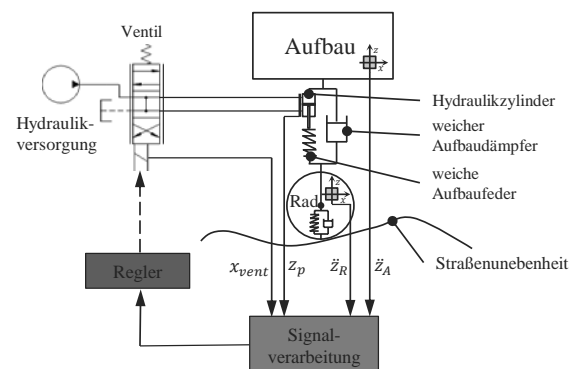 Ventil
Aufbau
z
x
Hydraulik-
versorgung
Hydraulikzylinder
weicher
Aufbaudämpfer
weiche
Aufbaufeder
Rad
z
x
Straßenunebenheit
Regler
x_vent
z_p
z̈_R
z̈_A
Signal-
verarbeitung